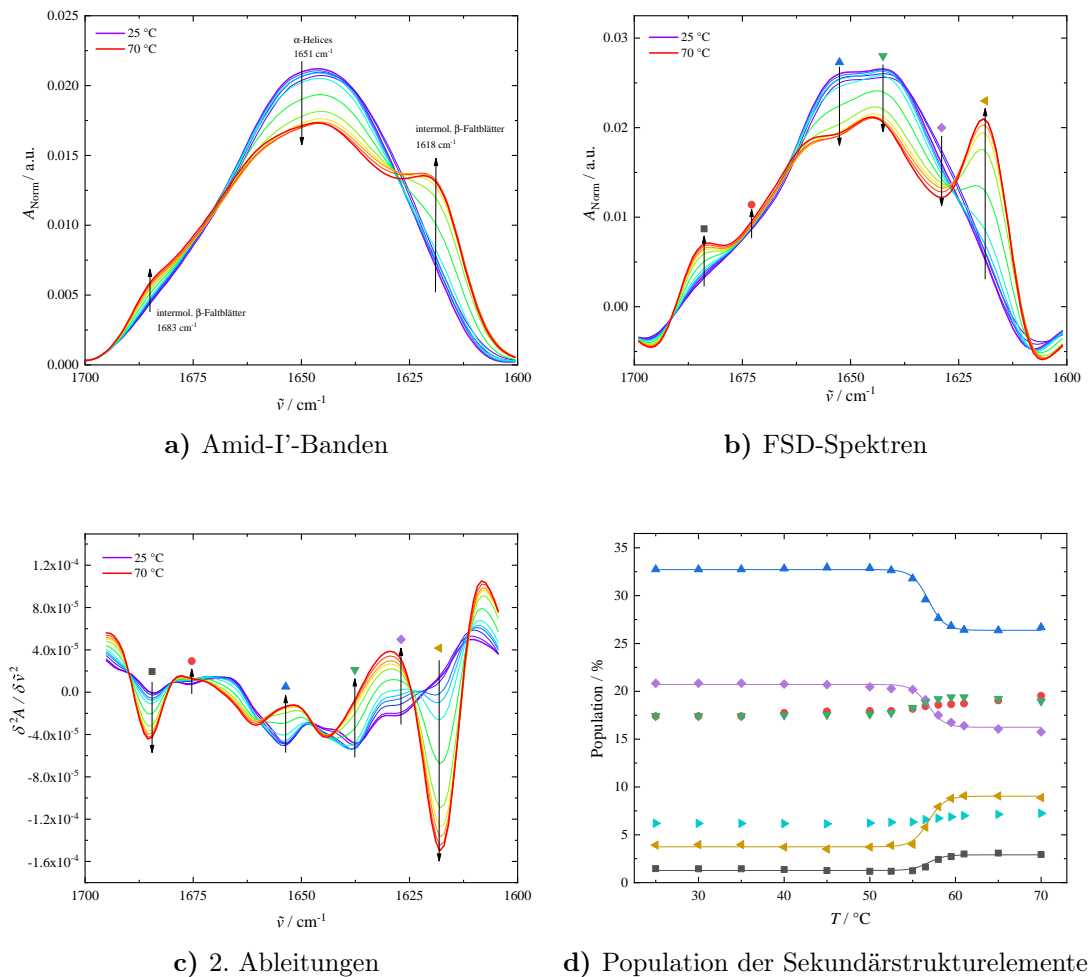 0.025
0.020
0.015
0.010
0.005
0.000
A_Norm / a.u.
25 °C
70 °C
α-Helices
1651 cm⁻¹
intermol. β-Faltblätter
1618 cm⁻¹
intermol. β-Faltblätter
1683 cm⁻¹
1700 1675 1650 1625 1600
ṽ / cm⁻¹
a) Amid-I'-Banden
0.03
0.02
0.01
0.00
A_Norm / a.u.
25 °C
70 °C
1700 1675 1650 1625 1600
ṽ / cm⁻¹
b) FSD-Spektren
1.2x10⁻⁴
8.0x10⁻⁵
4.0x10⁻⁵
0.0
-4.0x10⁻⁵
-8.0x10⁻⁵
-1.2x10⁻⁴
-1.6x10⁻⁴
δ²A / δṽ²
25 °C
70 °C
1700 1675 1650 1625 1600
ṽ / cm⁻¹
c) 2. Ableitungen
35
30
25
20
15
10
5
0
Population / %
30 40 50 60 70
T / °C
d) Population der Sekundärstrukturelemente